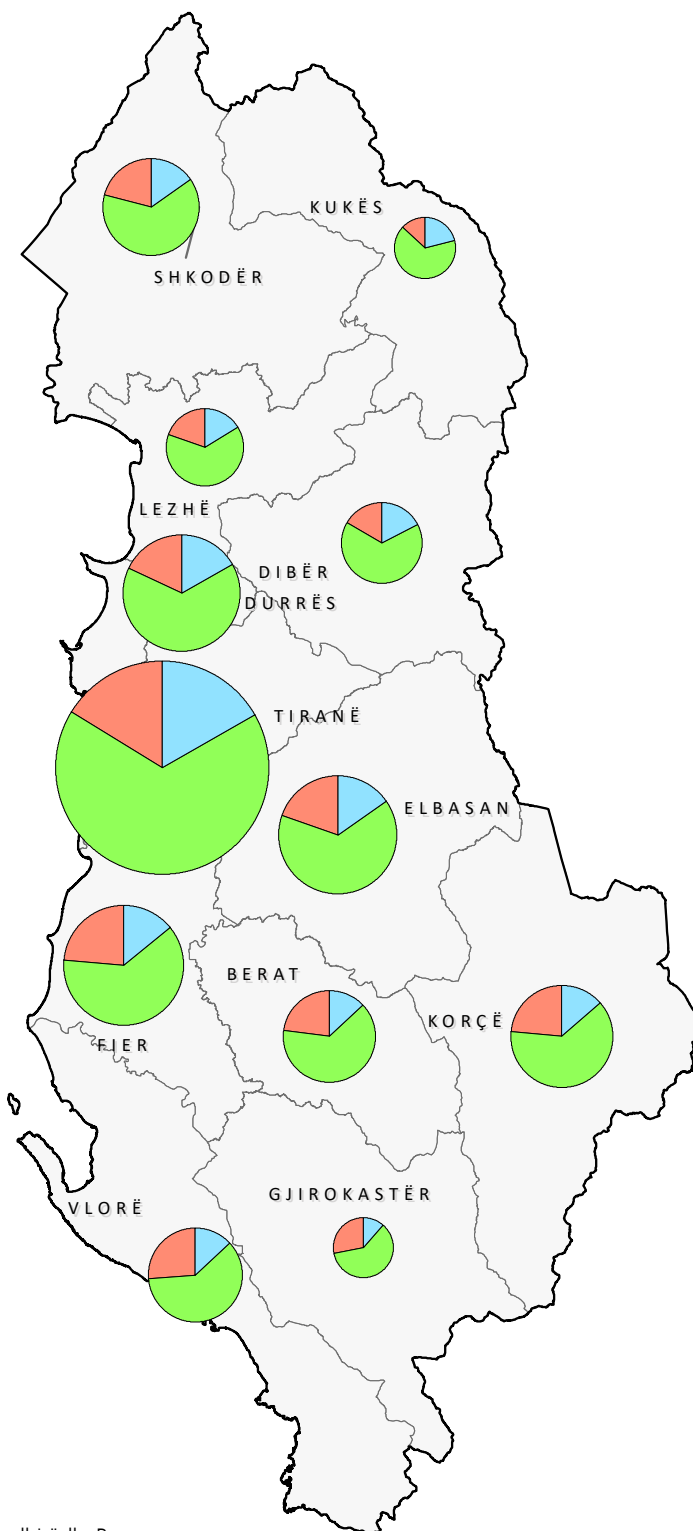 KUKËS
SHKODËR
LEZHË
DIBËR
DURRËS
TIRANË
ELBASAN
BERAT
KORÇË
FIER
GJIROKASTËR
VLORË